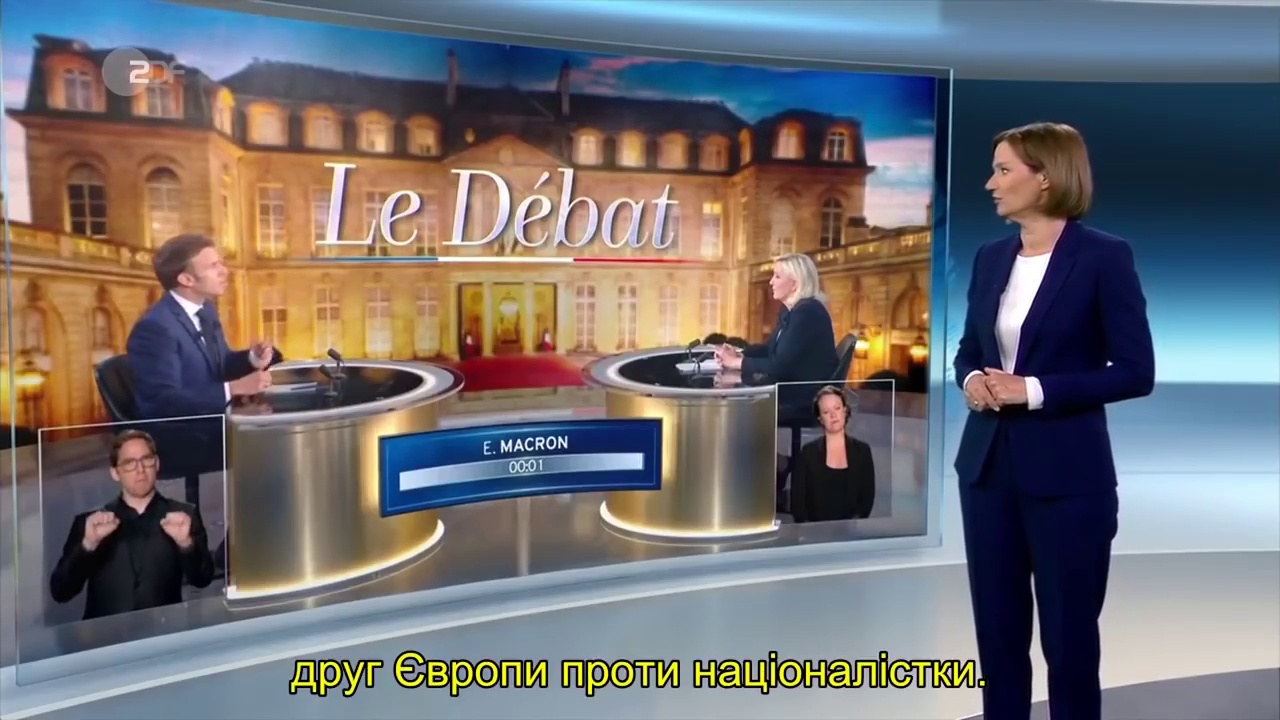 ZDF
Le Débat
E. MACRON
00:01
друг Європи проти націоналістки.